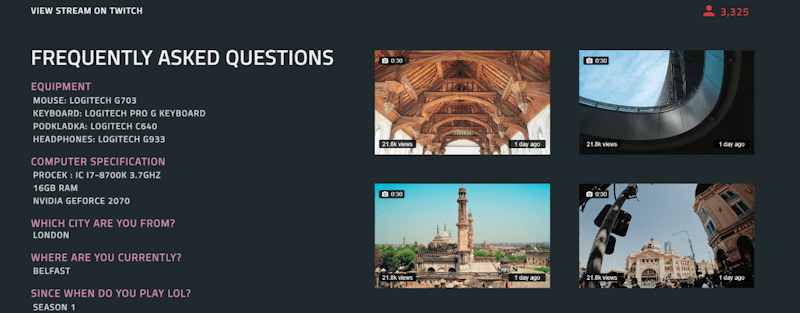 VIEW STREAM ON TWITCH
3,325
FREQUENTLY ASKED QUESTIONS
EQUIPMENT
MOUSE: LOGITECH G703
KEYBOARD: LOGITECH PRO G KEYBOARD
PODKLADKA: LOGITECH C640
HEADPHONES: LOGITECH G933
COMPUTER SPECIFICATION
PROCEK : IC I7-8700K 3.7GHZ
16GB RAM
NVIDIA GEFORCE 2070
WHICH CITY ARE YOU FROM?
LONDON
WHERE ARE YOU CURRENTLY?
BELFAST
SINCE WHEN DO YOU PLAY LOL?
SEASON 1
0:30
21.8k views
1 day ago
0:30
21.8k views
1 day ago
0:30
21.8k views
1 day ago
0:30
21.8k views
1 day ago